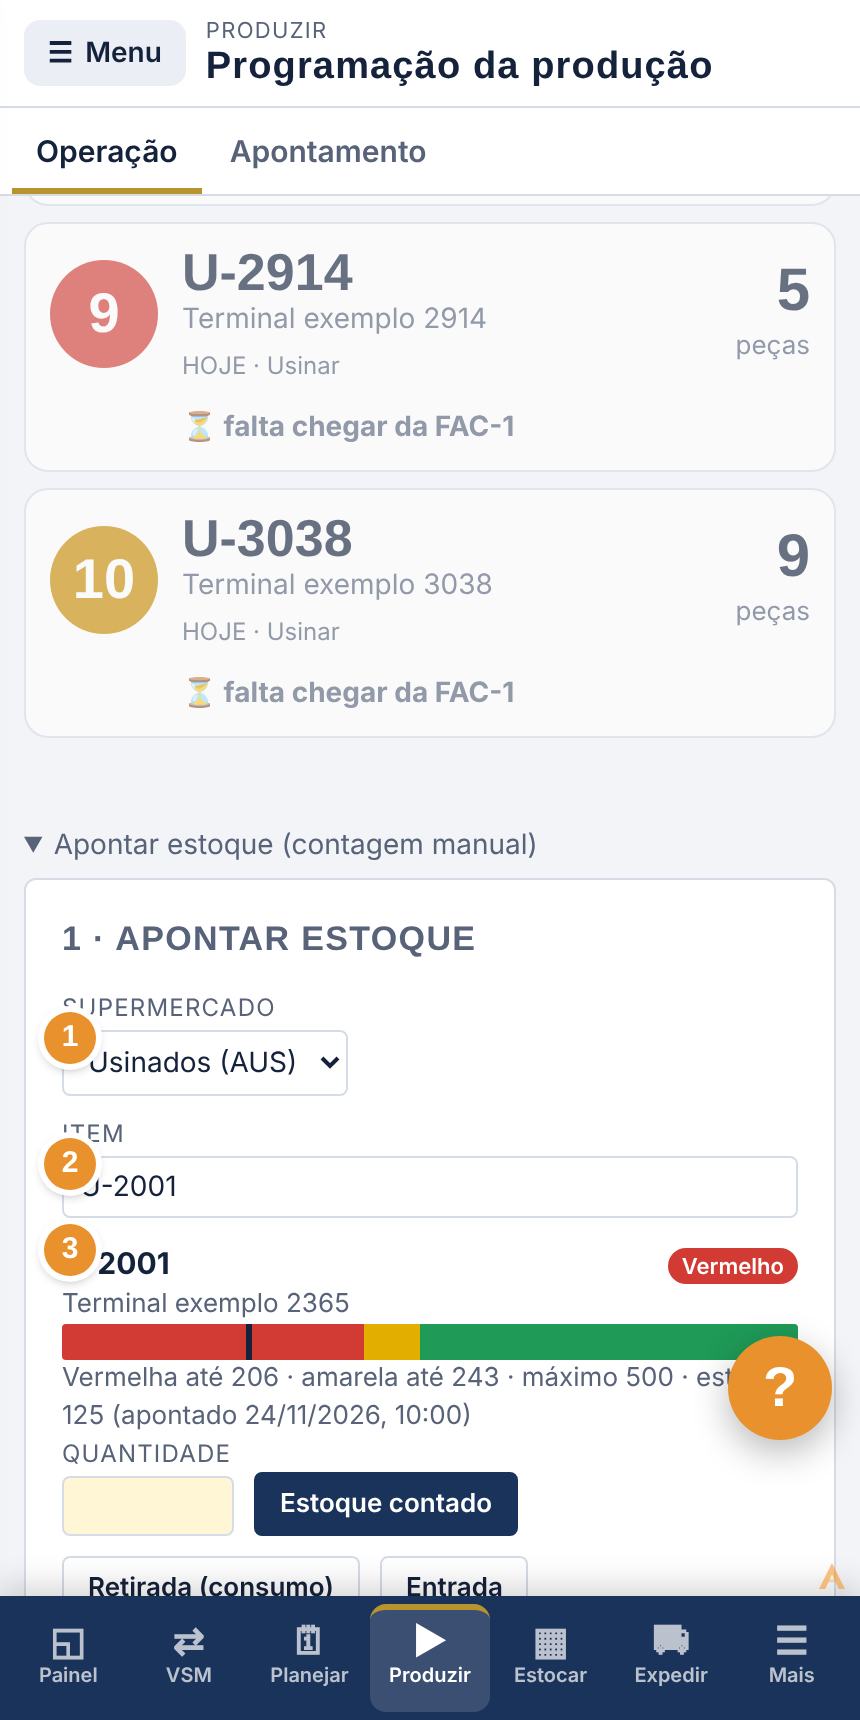 ☰ Menu
PRODUZIR
Programação da produção
Operação
Apontamento
9
U-2914
Terminal exemplo 2914
HOJE · Usinar
⏳ falta chegar da FAC-1
5
peças
10
U-3038
Terminal exemplo 3038
HOJE · Usinar
⏳ falta chegar da FAC-1
9
peças
▼ Apontar estoque (contagem manual)
1 · APONTAR ESTOQUE
SUPERMERCADO
1
Usinados (AUS)
ITEM
2
U-2001
3
2001
Vermelho
Terminal exemplo 2365
Vermelha até 206 · amarela até 243 · máximo 500 ·
125 (apontado 24/11/2026, 10:00)
?
QUANTIDADE
Estoque contado
Retirada (consumo)
Entrada
Painel
VSM
Planejar
Produzir
Estocar
Expedir
Mais